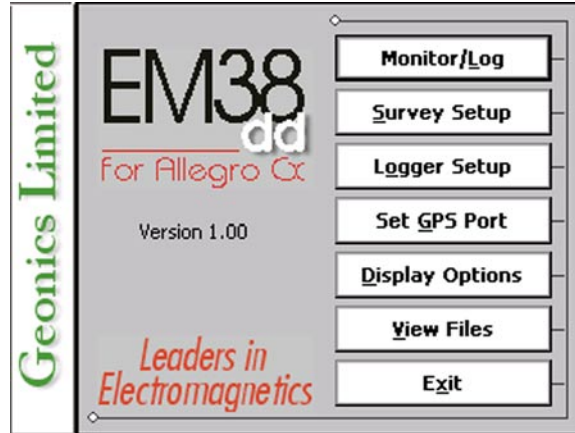 Geonics Limited
EM38
dd
for Allegro Cx
Version 1.00
Leaders in
Electromagnetics
Monitor/Log
Survey Setup
Logger Setup
Set GPS Port
Display Options
View Files
Exit